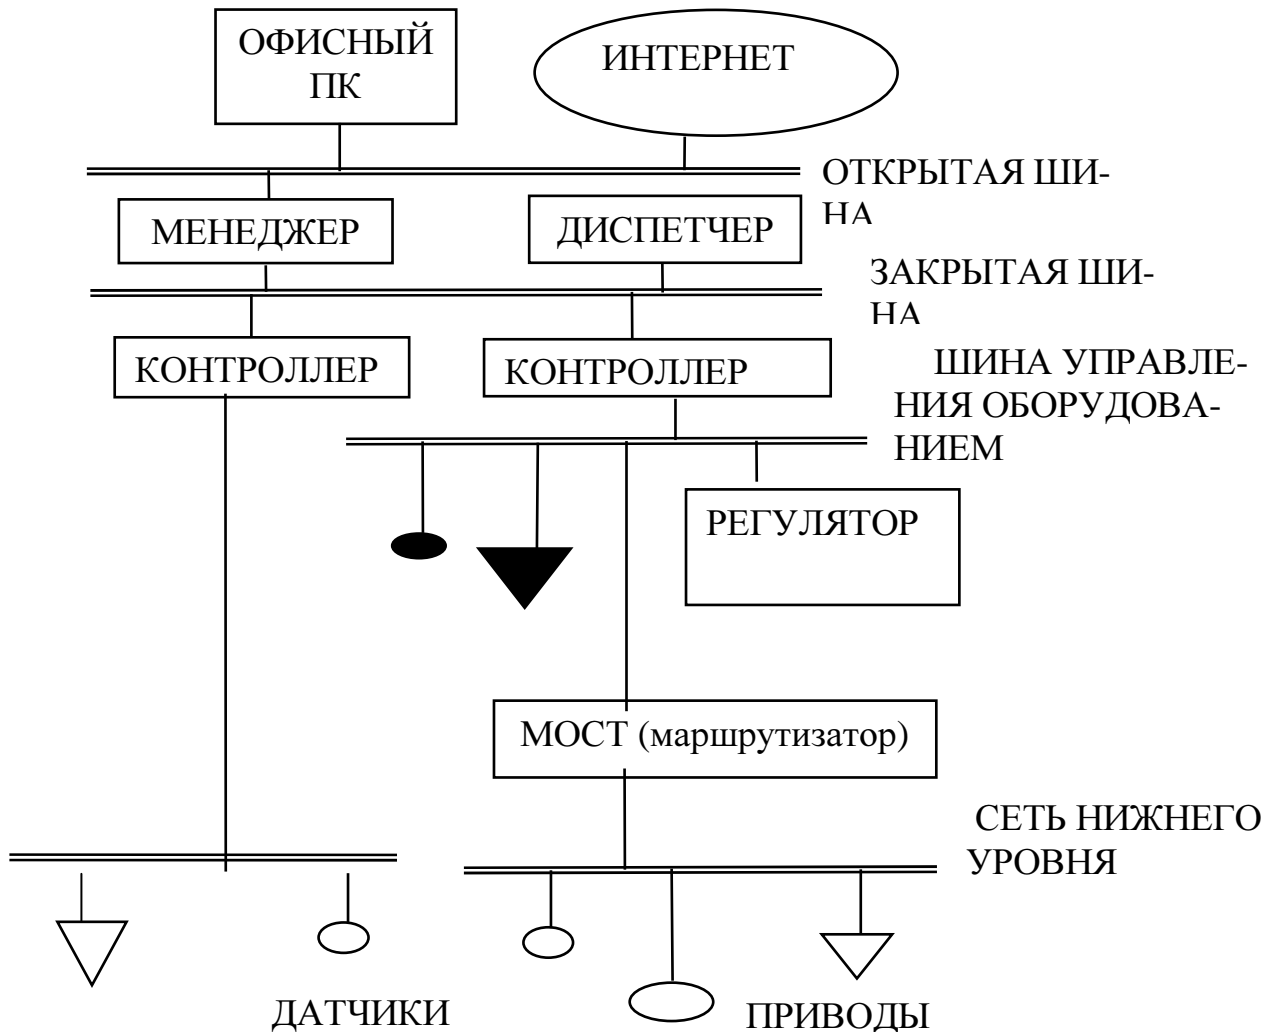 ОФИСНЫЙ
ПК
ИНТЕРНЕТ
ОТКРЫТАЯ ШИ-
НА
МЕНЕДЖЕР
ДИСПЕТЧЕР
ЗАКРЫТАЯ ШИ-
НА
КОНТРОЛЛЕР
КОНТРОЛЛЕР
ШИНА УПРАВЛЕ-
НИЯ ОБОРУДОВА-
НИЕМ
РЕГУЛЯТОР
МОСТ (маршрутизатор)
СЕТЬ НИЖНЕГО
УРОВНЯ
ДАТЧИКИ
ПРИВОДЫ